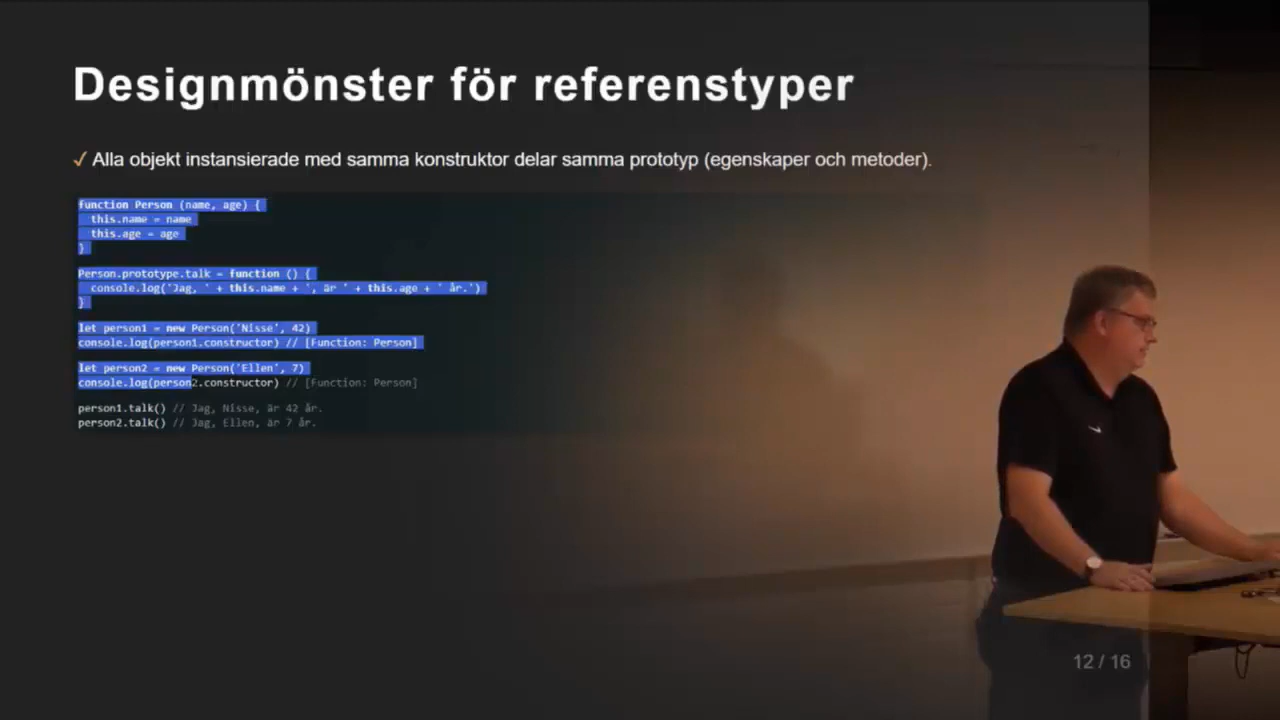 Designmönster för referenstyper
✓ Alla objekt instansierade med samma konstruktor delar samma prototyp (egenskaper och metoder).
function Person (name, age) {
  this.name = name
  this.age = age
}
Person.prototype.talk = function () {
  console.log('Jag, ' + this.name + ', är ' + this.age + ' år.')
}
let person1 = new Person('Nisse', 42)
console.log(person1.constructor) // [Function: Person]
let person2 = new Person('Ellen', 7)
console.log(person2.constructor) // [Function: Person]
person1.talk() // Jag, Nisse, är 42 år.
person2.talk() // Jag, Ellen, är 7 år.
12 / 16